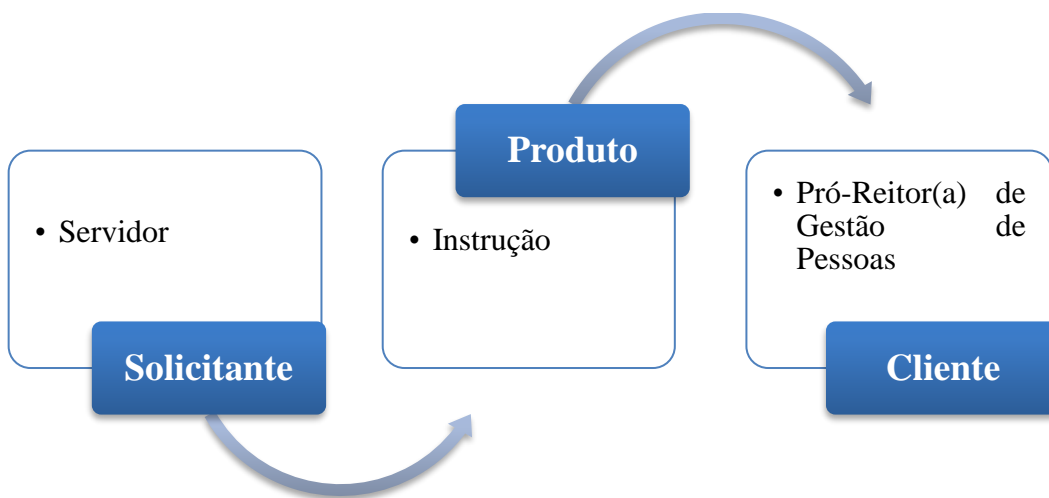 • Servidor
Solicitante
Produto
• Instrução
• Pró-Reitor(a) de
Gestão de
Pessoas
Cliente